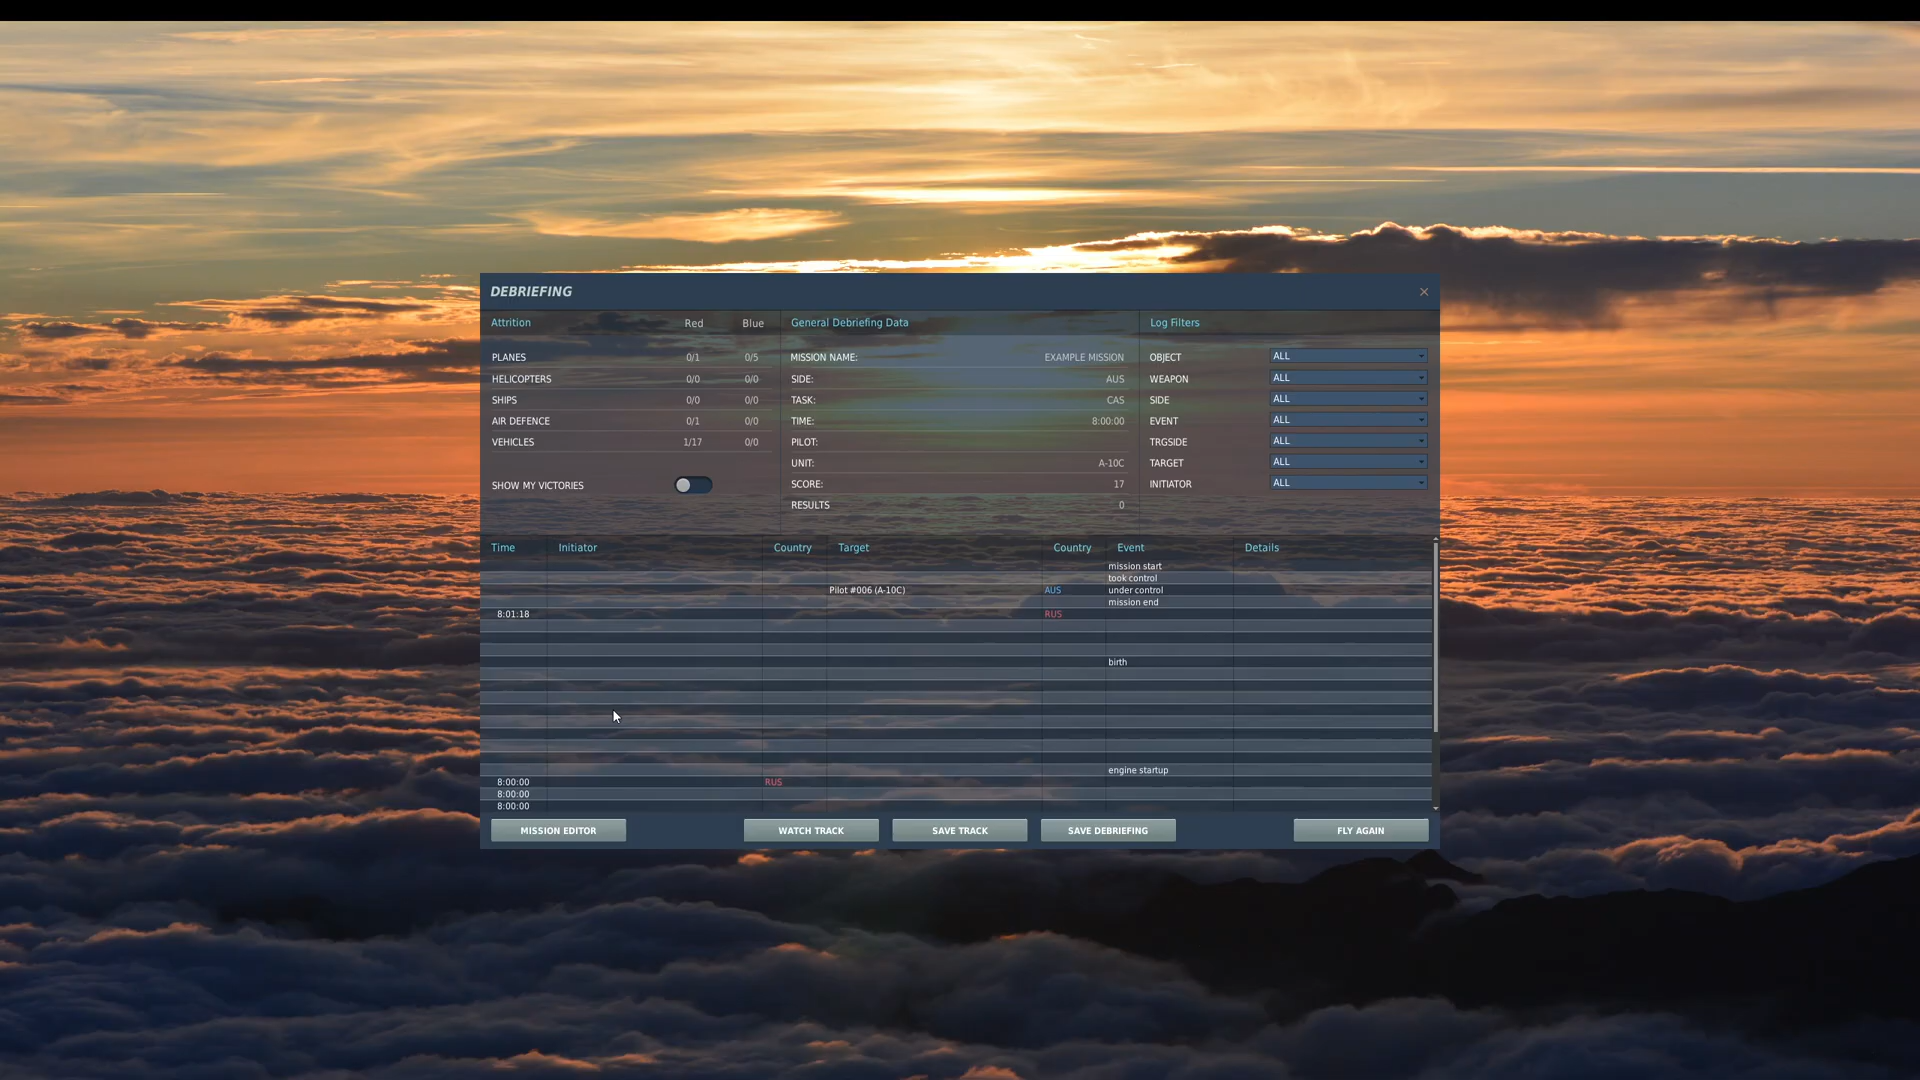 DEBRIEFING
Attrition Red Blue
PLANES 0/1 0/5
HELICOPTERS 0/0 0/0
SHIPS 0/0 0/0
AIR DEFENCE 0/1 0/0
VEHICLES 1/17 0/0
SHOW MY VICTORIES
General Debriefing Data
MISSION NAME: EXAMPLE MISSION
SIDE: AUS
TASK: CAS
TIME: 8:00:00
PILOT:
UNIT: A-10C
SCORE: 17
RESULTS 0
Log Filters
OBJECT ALL
WEAPON ALL
SIDE ALL
EVENT ALL
TRGSIDE ALL
TARGET ALL
INITIATOR ALL
Time Initiator Country Target Country Event Details
mission start
took control
Pilot #006 (A-10C) AUS under control
mission end
8:01:18 RUS
birth
engine startup
8:00:00 RUS
8:00:00
8:00:00
MISSION EDITOR WATCH TRACK SAVE TRACK SAVE DEBRIEFING FLY AGAIN